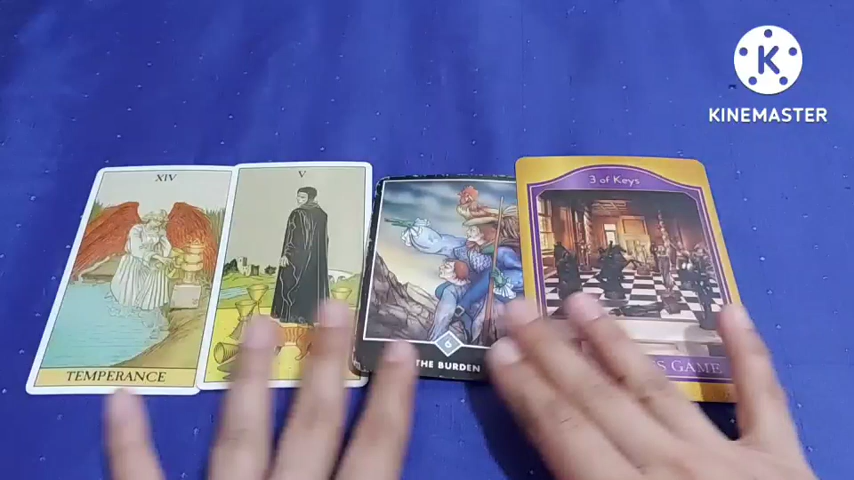 KINEMASTER
XIV
V
3 of Keys
TEMPERANCE
THE BURDEN
6
S GAME